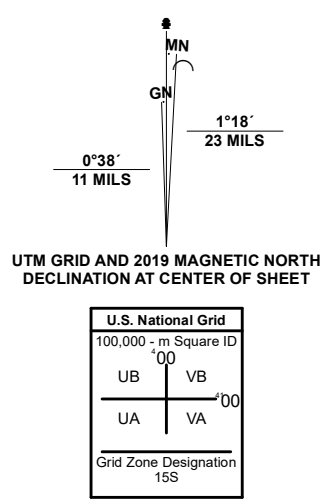 MN
GN
1°18´
23 MILS
0°38´
11 MILS
UTM GRID AND 2019 MAGNETIC NORTH
DECLINATION AT CENTER OF SHEET
U.S. National Grid
100,000 - m Square ID
400
UB VB
4100
UA VA
Grid Zone Designation
15S